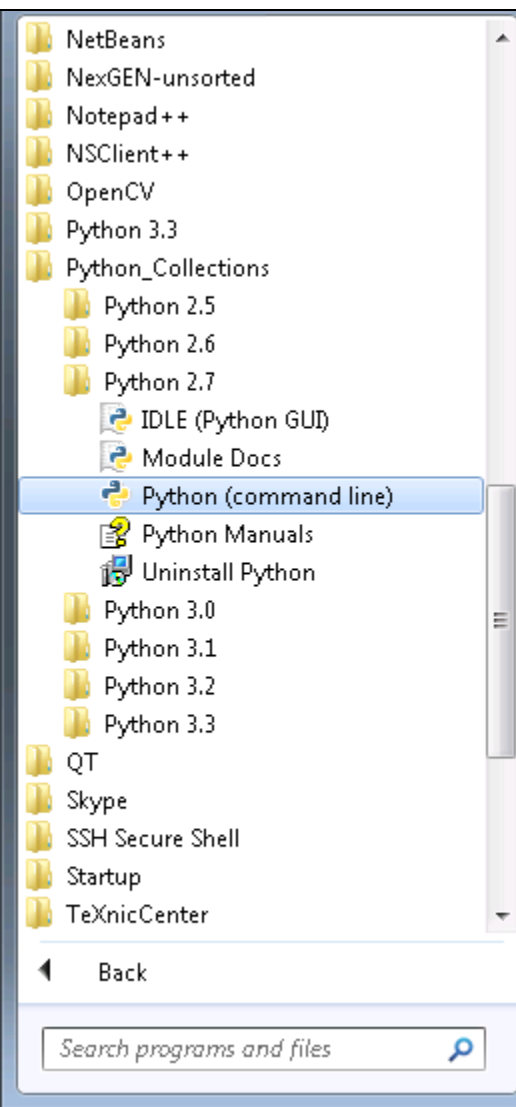 NetBeans
NexGEN-unsorted
Notepad++
NSClient++
OpenCV
Python 3.3
Python_Collections
Python 2.5
Python 2.6
Python 2.7
IDLE (Python GUI)
Module Docs
Python (command line)
Python Manuals
Uninstall Python
Python 3.0
Python 3.1
Python 3.2
Python 3.3
QT
Skype
SSH Secure Shell
Startup
TeXnicCenter
Back
Search programs and files